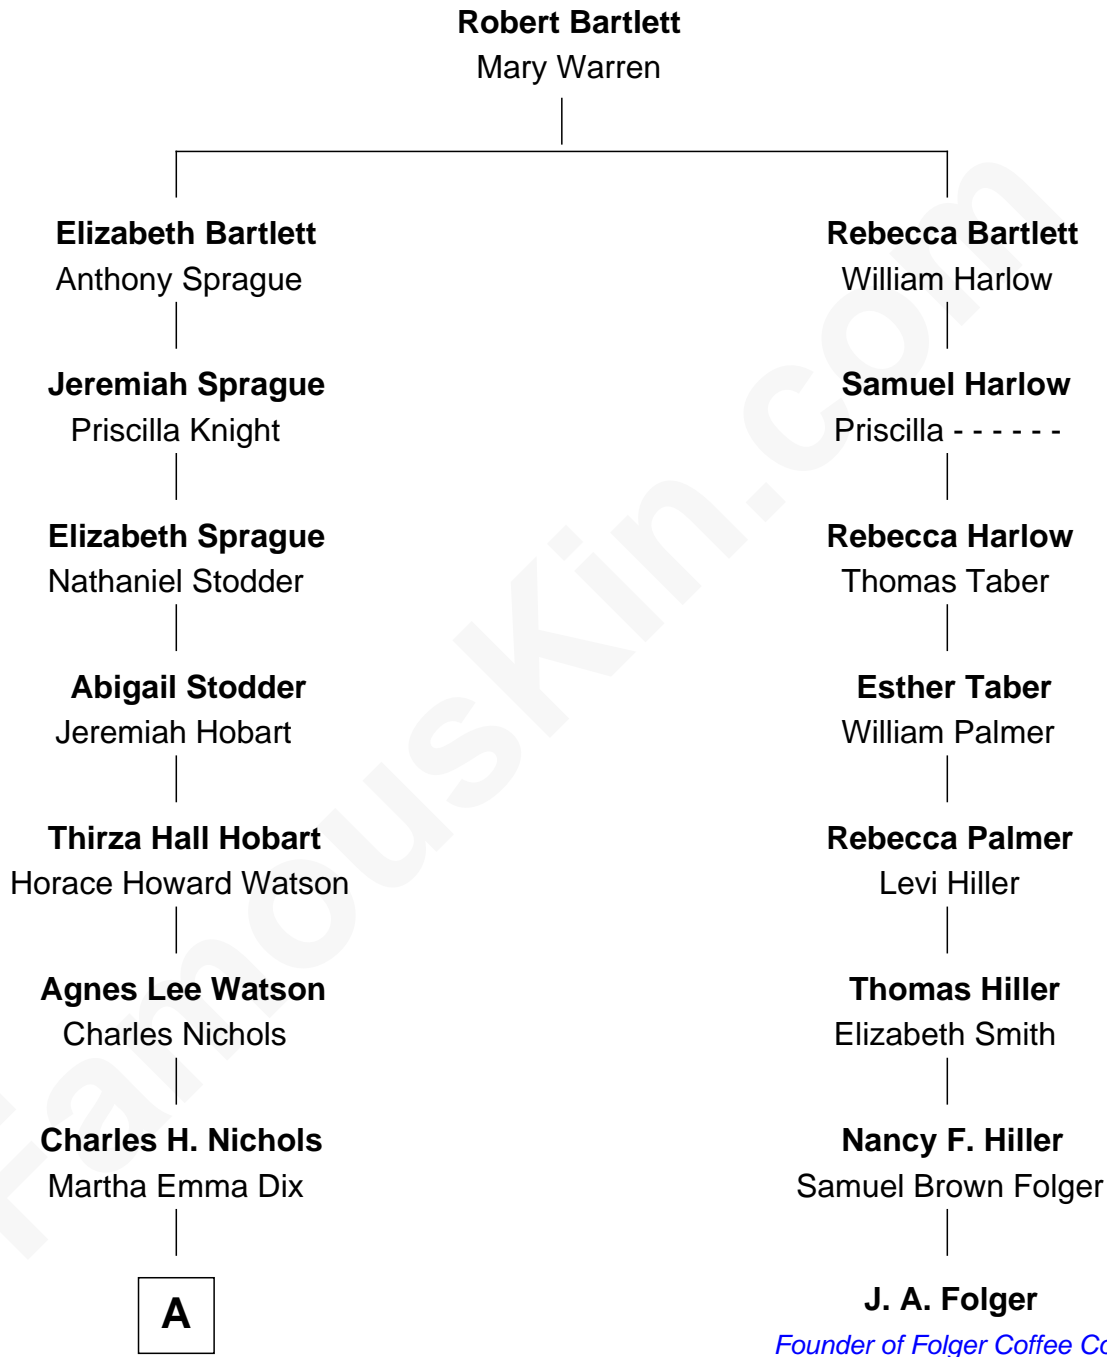 Robert Bartlett
Mary Warren
Elizabeth Bartlett
Anthony Sprague
Rebecca Bartlett
William Harlow
Jeremiah Sprague
Priscilla Knight
Samuel Harlow
Priscilla - - - - - -
Elizabeth Sprague
Nathaniel Stodder
Rebecca Harlow
Thomas Taber
Abigail Stodder
Jeremiah Hobart
Esther Taber
William Palmer
Thirza Hall Hobart
Horace Howard Watson
Rebecca Palmer
Levi Hiller
Agnes Lee Watson
Charles Nichols
Thomas Hiller
Elizabeth Smith
Charles H. Nichols
Martha Emma Dix
Nancy F. Hiller
Samuel Brown Folger
A
J. A. Folger
Founder of Folger Coffee Co
FamousKin.com